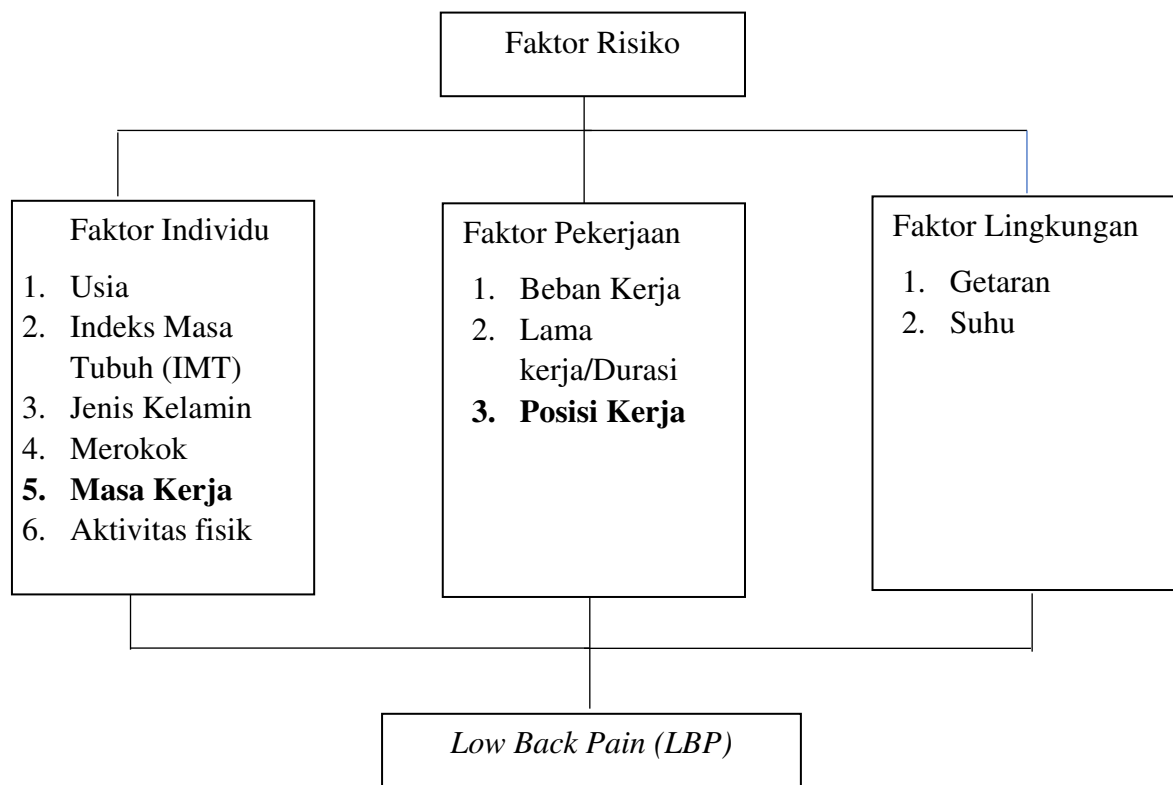 Faktor Risiko
Faktor Individu
1. Usia
2. Indeks Masa
Tubuh (IMT)
3. Jenis Kelamin
4. Merokok
5. Masa Kerja
6. Aktivitas fisik
Faktor Pekerjaan
1. Beban Kerja
2. Lama
kerja/Durasi
3. Posisi Kerja
Faktor Lingkungan
1. Getaran
2. Suhu
Low Back Pain (LBP)